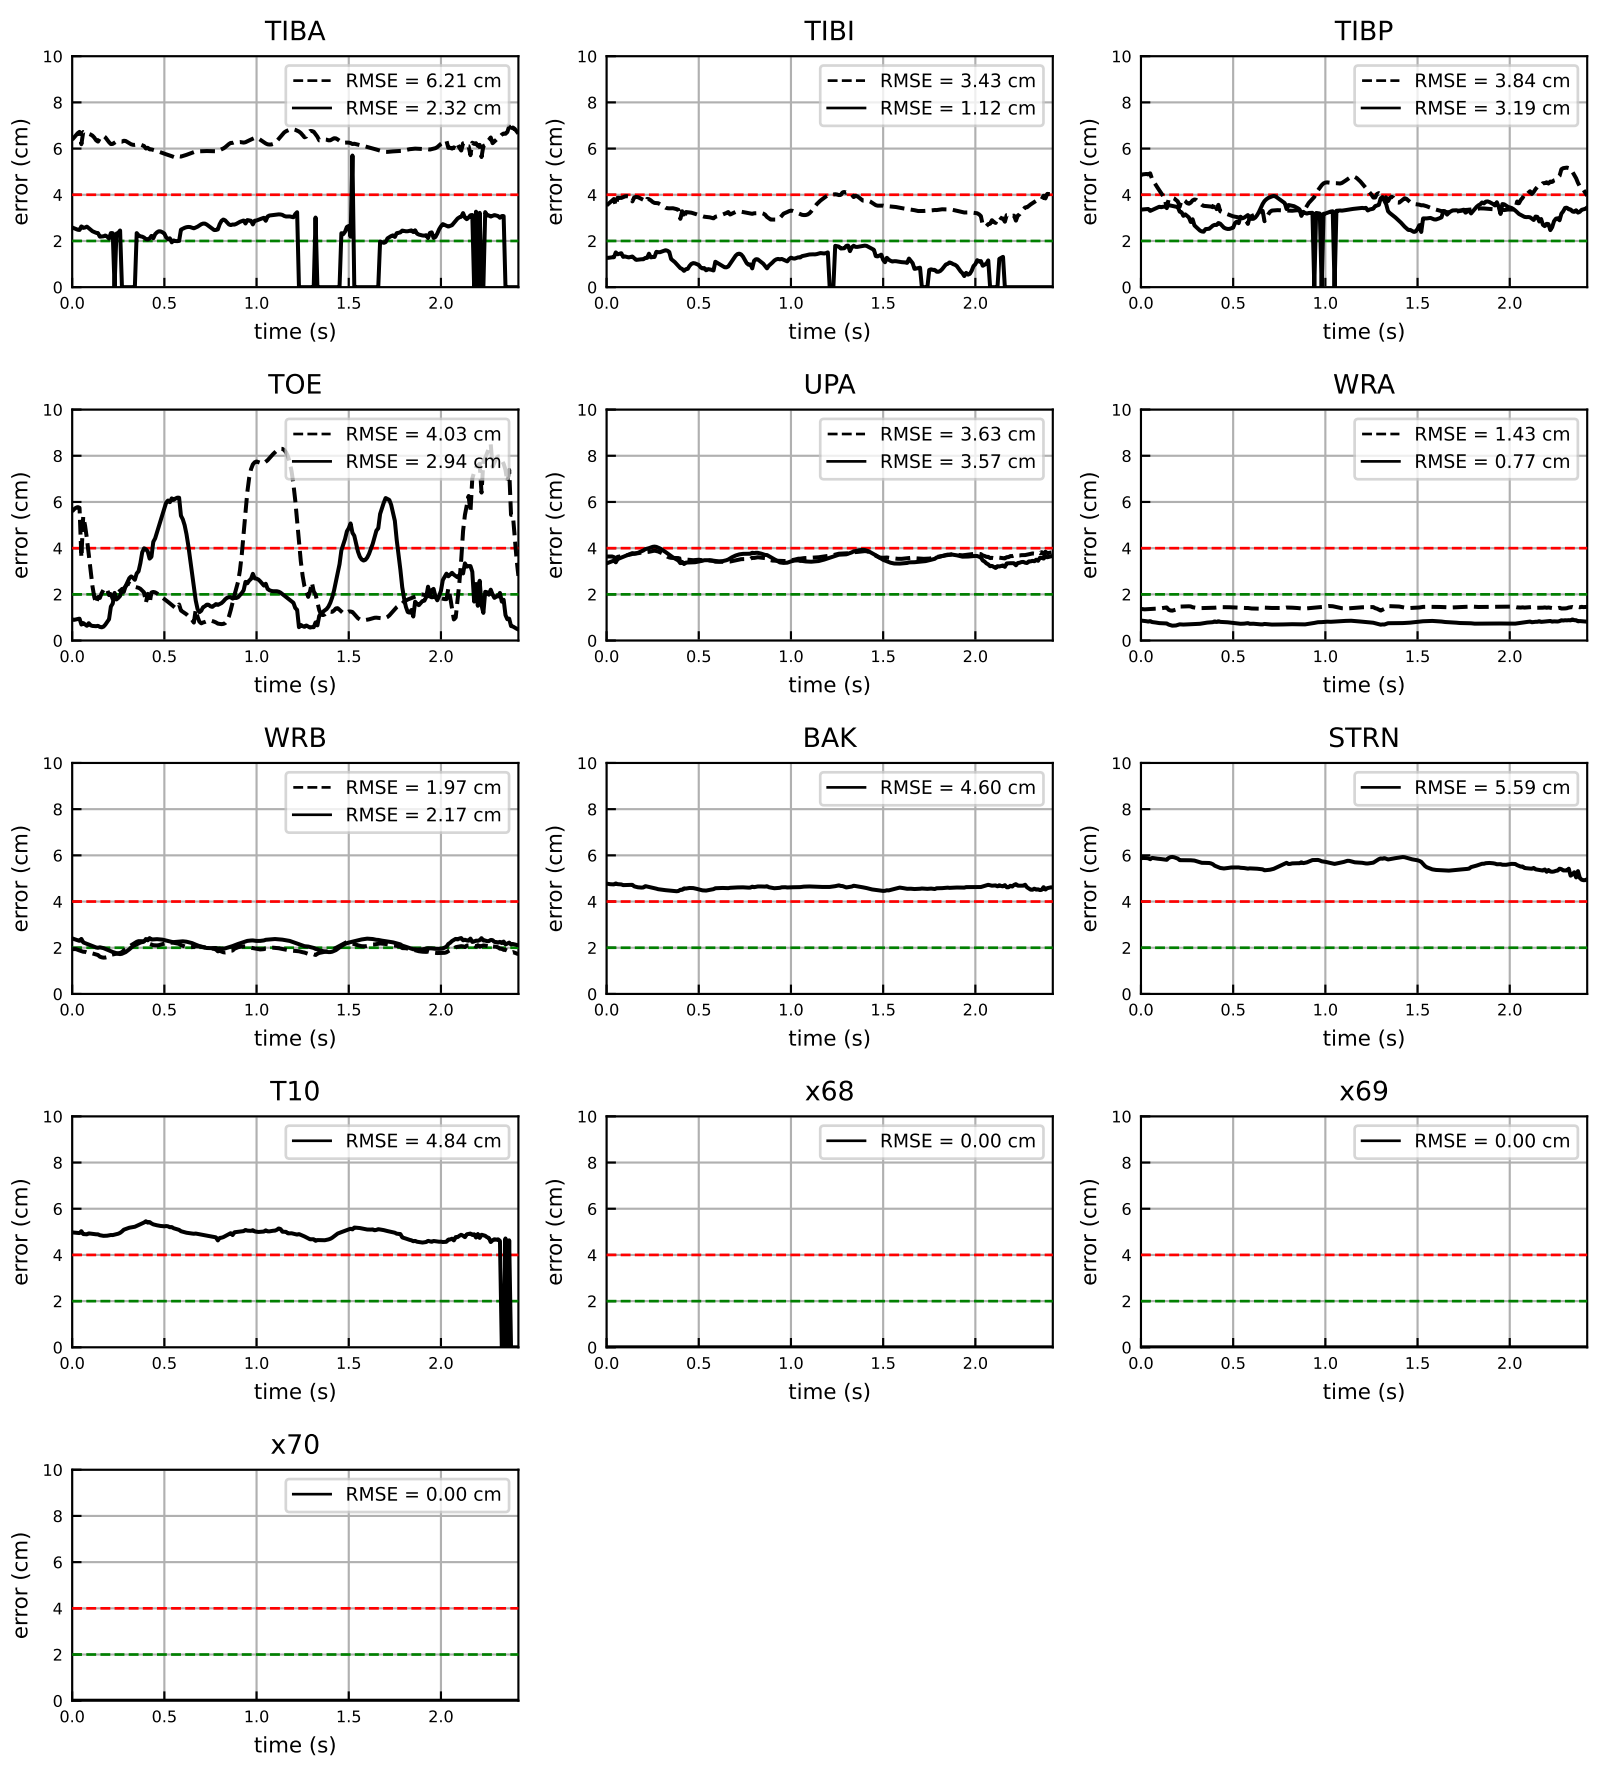 TIBA
RMSE = 6.21 cm
RMSE = 2.32 cm
error (cm)
10
8
6
4
2
0
0.0 0.5 1.0 1.5 2.0
time (s)
TIBI
RMSE = 3.43 cm
RMSE = 1.12 cm
error (cm)
10
8
6
4
2
0
0.0 0.5 1.0 1.5 2.0
time (s)
TIBP
RMSE = 3.84 cm
RMSE = 3.19 cm
error (cm)
10
8
6
4
2
0
0.0 0.5 1.0 1.5 2.0
time (s)
TOE
RMSE = 4.03 cm
RMSE = 2.94 cm
error (cm)
10
8
6
4
2
0
0.0 0.5 1.0 1.5 2.0
time (s)
UPA
RMSE = 3.63 cm
RMSE = 3.57 cm
error (cm)
10
8
6
4
2
0
0.0 0.5 1.0 1.5 2.0
time (s)
WRA
RMSE = 1.43 cm
RMSE = 0.77 cm
error (cm)
10
8
6
4
2
0
0.0 0.5 1.0 1.5 2.0
time (s)
WRB
RMSE = 1.97 cm
RMSE = 2.17 cm
error (cm)
10
8
6
4
2
0
0.0 0.5 1.0 1.5 2.0
time (s)
BAK
RMSE = 4.60 cm
error (cm)
10
8
6
4
2
0
0.0 0.5 1.0 1.5 2.0
time (s)
STRN
RMSE = 5.59 cm
error (cm)
10
8
6
4
2
0
0.0 0.5 1.0 1.5 2.0
time (s)
T10
RMSE = 4.84 cm
error (cm)
10
8
6
4
2
0
0.0 0.5 1.0 1.5 2.0
time (s)
x68
RMSE = 0.00 cm
error (cm)
10
8
6
4
2
0
0.0 0.5 1.0 1.5 2.0
time (s)
x69
RMSE = 0.00 cm
error (cm)
10
8
6
4
2
0
0.0 0.5 1.0 1.5 2.0
time (s)
x70
RMSE = 0.00 cm
error (cm)
10
8
6
4
2
0
0.0 0.5 1.0 1.5 2.0
time (s)